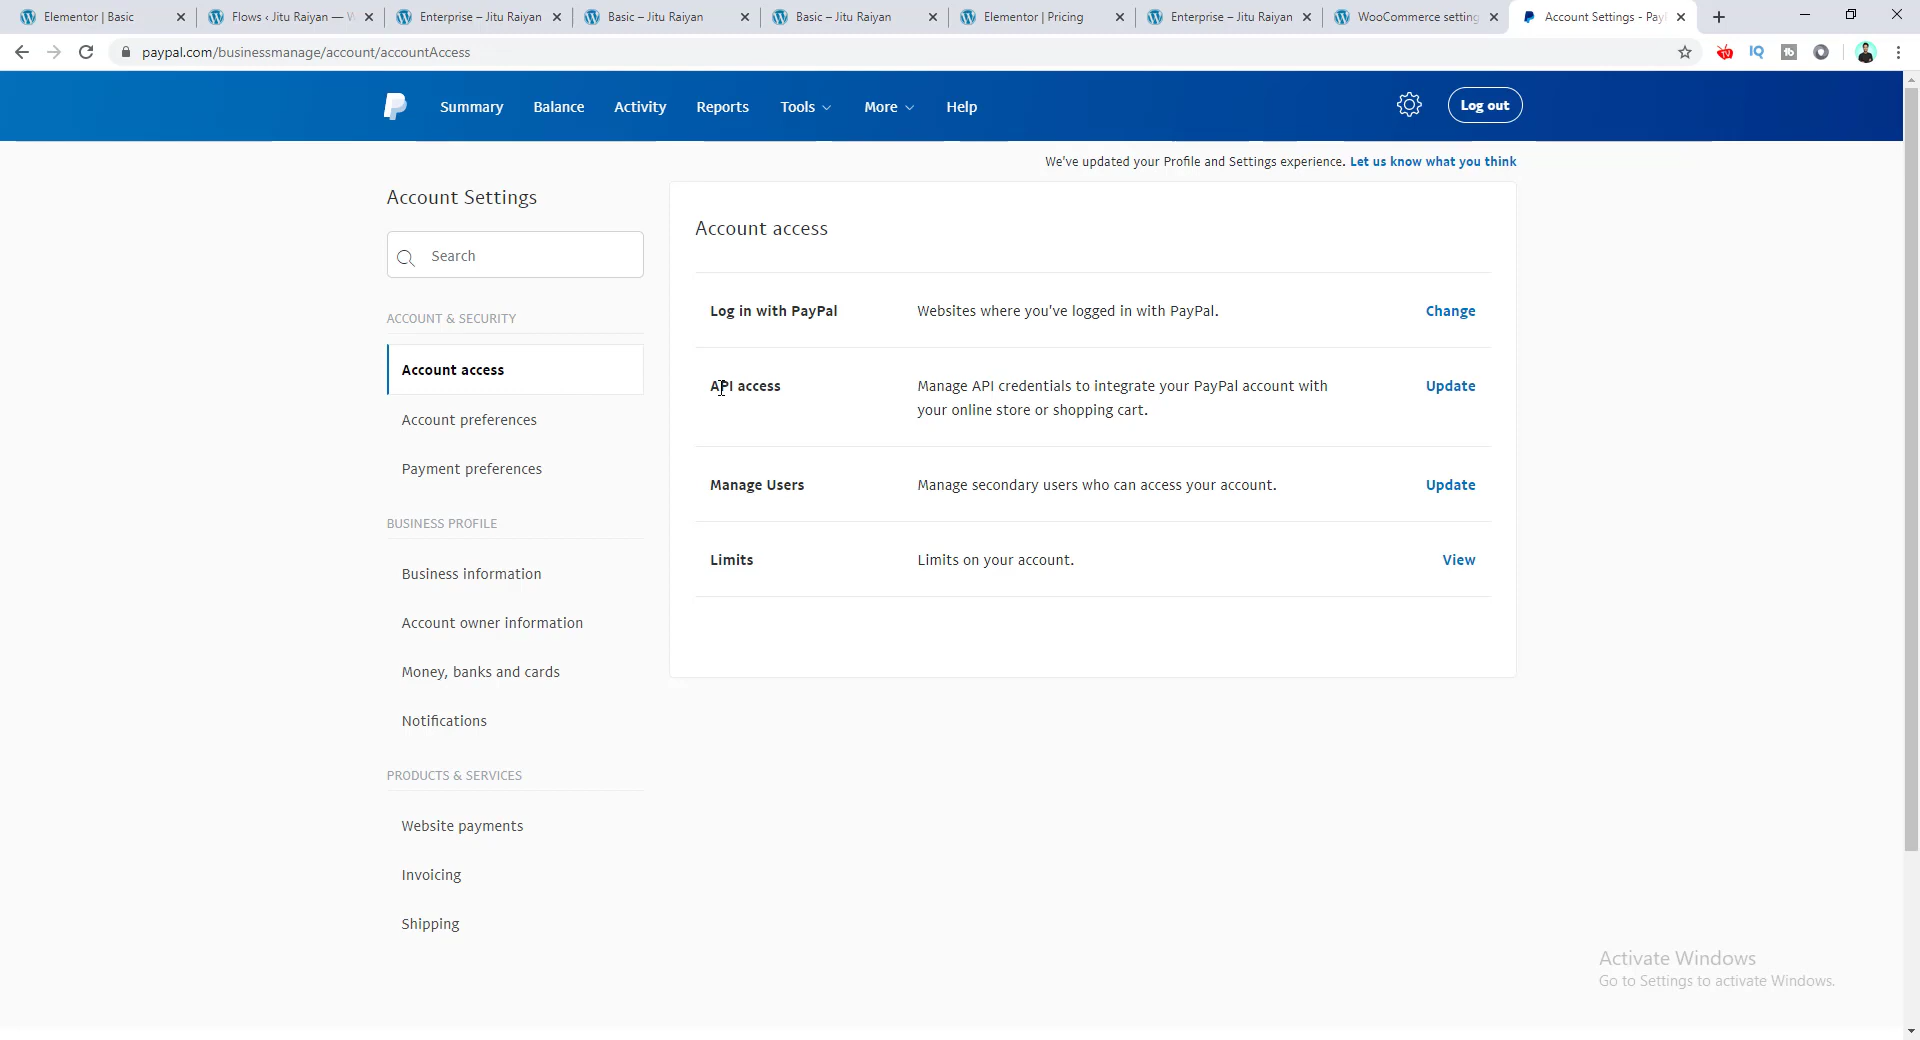 Elementor | Basic
Flows ‹ Jitu Raiyan — W
Enterprise – Jitu Raiyan
Basic – Jitu Raiyan
Basic – Jitu Raiyan
Elementor | Pricing
Enterprise – Jitu Raiyan
WooCommerce setting
Account Settings - Pay
paypal.com/businessmanage/account/accountAccess
IQ
Summary
Balance
Activity
Reports
Tools
More
Help
Log out
We've updated your Profile and Settings experience. Let us know what you think
Account Settings
Search
ACCOUNT & SECURITY
Account access
Account preferences
Payment preferences
BUSINESS PROFILE
Business information
Account owner information
Money, banks and cards
Notifications
PRODUCTS & SERVICES
Website payments
Invoicing
Shipping
Account access
Log in with PayPal
Websites where you've logged in with PayPal.
Change
API access
Manage API credentials to integrate your PayPal account with
your online store or shopping cart.
Update
Manage Users
Manage secondary users who can access your account.
Update
Limits
Limits on your account.
View
Activate Windows
Go to Settings to activate Windows.